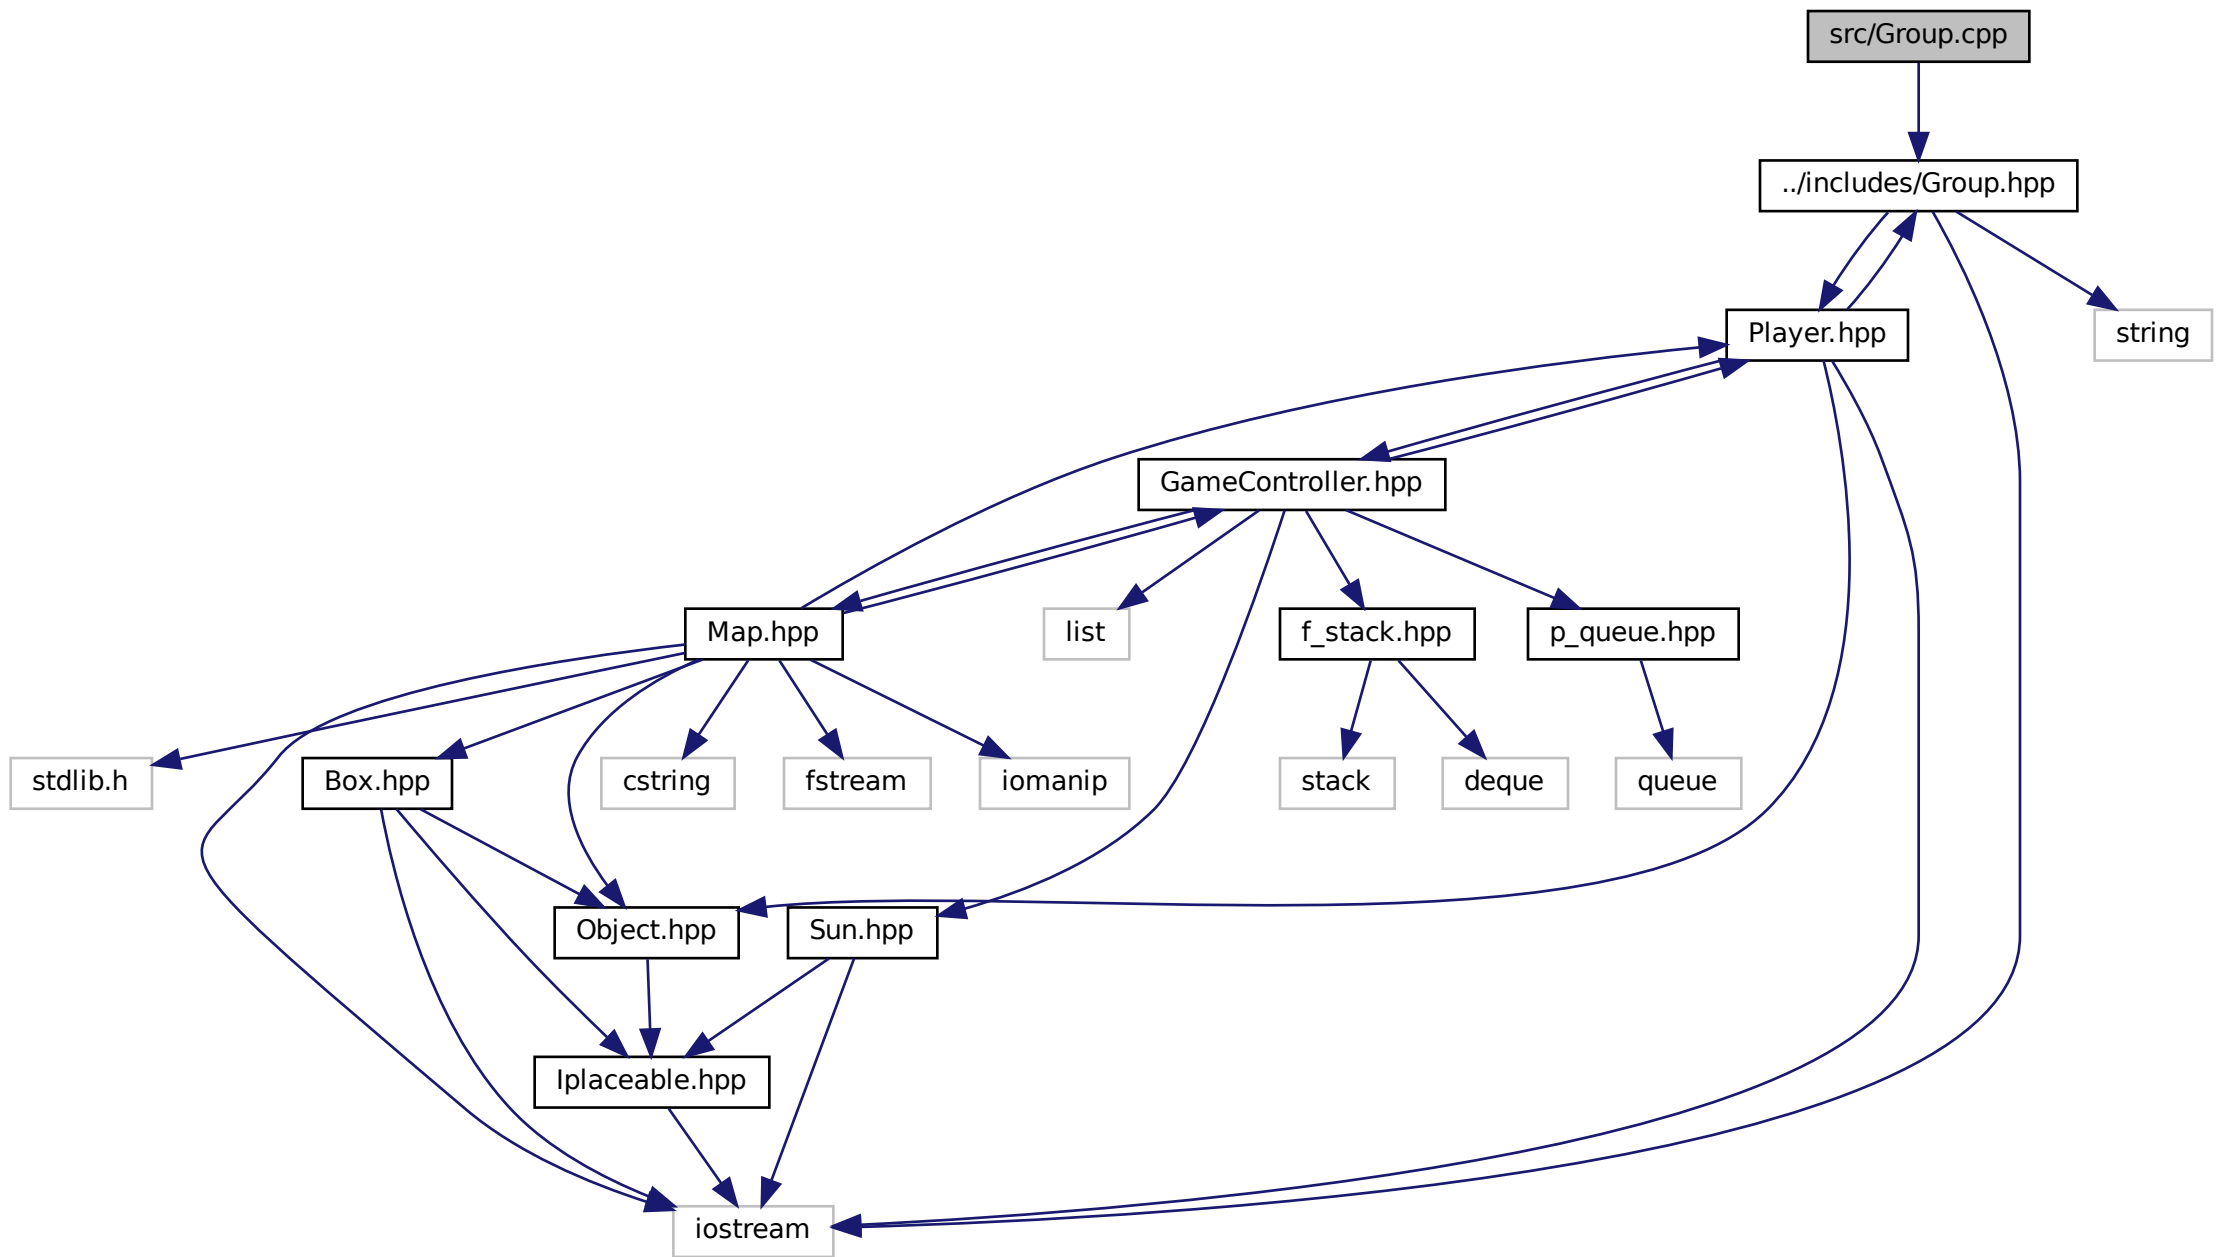 src/Group.cpp
../includes/Group.hpp
Player.hpp
string
GameController.hpp
Map.hpp
list
f_stack.hpp
p_queue.hpp
stdlib.h
Box.hpp
cstring
fstream
iomanip
stack
deque
queue
Object.hpp
Sun.hpp
Iplaceable.hpp
iostream